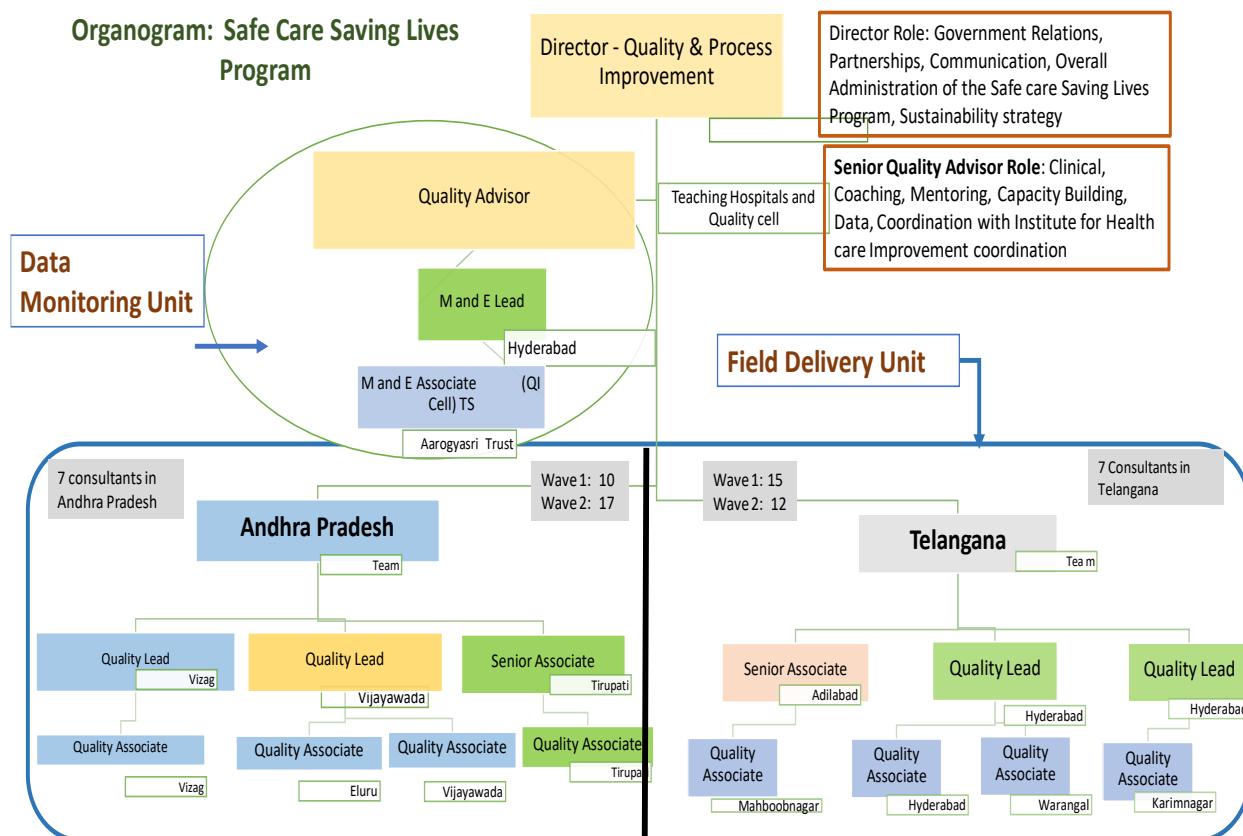 Organogram: Safe Care Saving Lives
Program
Director - Quality & Process
Improvement
Director Role: Government Relations,
Partnerships, Communication, Overall
Administration of the Safe care Saving Lives
Program, Sustainability strategy
Quality Advisor
Teaching Hospitals and
Quality cell
Senior Quality Advisor Role: Clinical,
Coaching, Mentoring, Capacity Building,
Data, Coordination with Institute for Health
care Improvement coordination
Data
Monitoring Unit
M and E Lead
Hyderabad
M and E Associate (QI
Cell) TS
Aarogyasri Trust
Field Delivery Unit
7 consultants in
Andhra Pradesh
Wave 1: 10
Wave 2: 17
Wave 1: 15
Wave 2: 12
7 Consultants in
Telangana
Andhra Pradesh
Team
Telangana
Tea m
Quality Lead
Vizag
Quality Lead
Vijayawada
Senior Associate
Tirupati
Senior Associate
Adilabad
Quality Lead
Hyderabad
Quality Lead
Hyderabad
Quality Associate
Vizag
Quality Associate
Eluru
Quality Associate
Vijayawada
Quality Associate
Tirupati
Quality
Associate
Mahboobnagar
Quality
Associate
Hyderabad
Quality
Associate
Warangal
Quality
Associate
Karimnagar